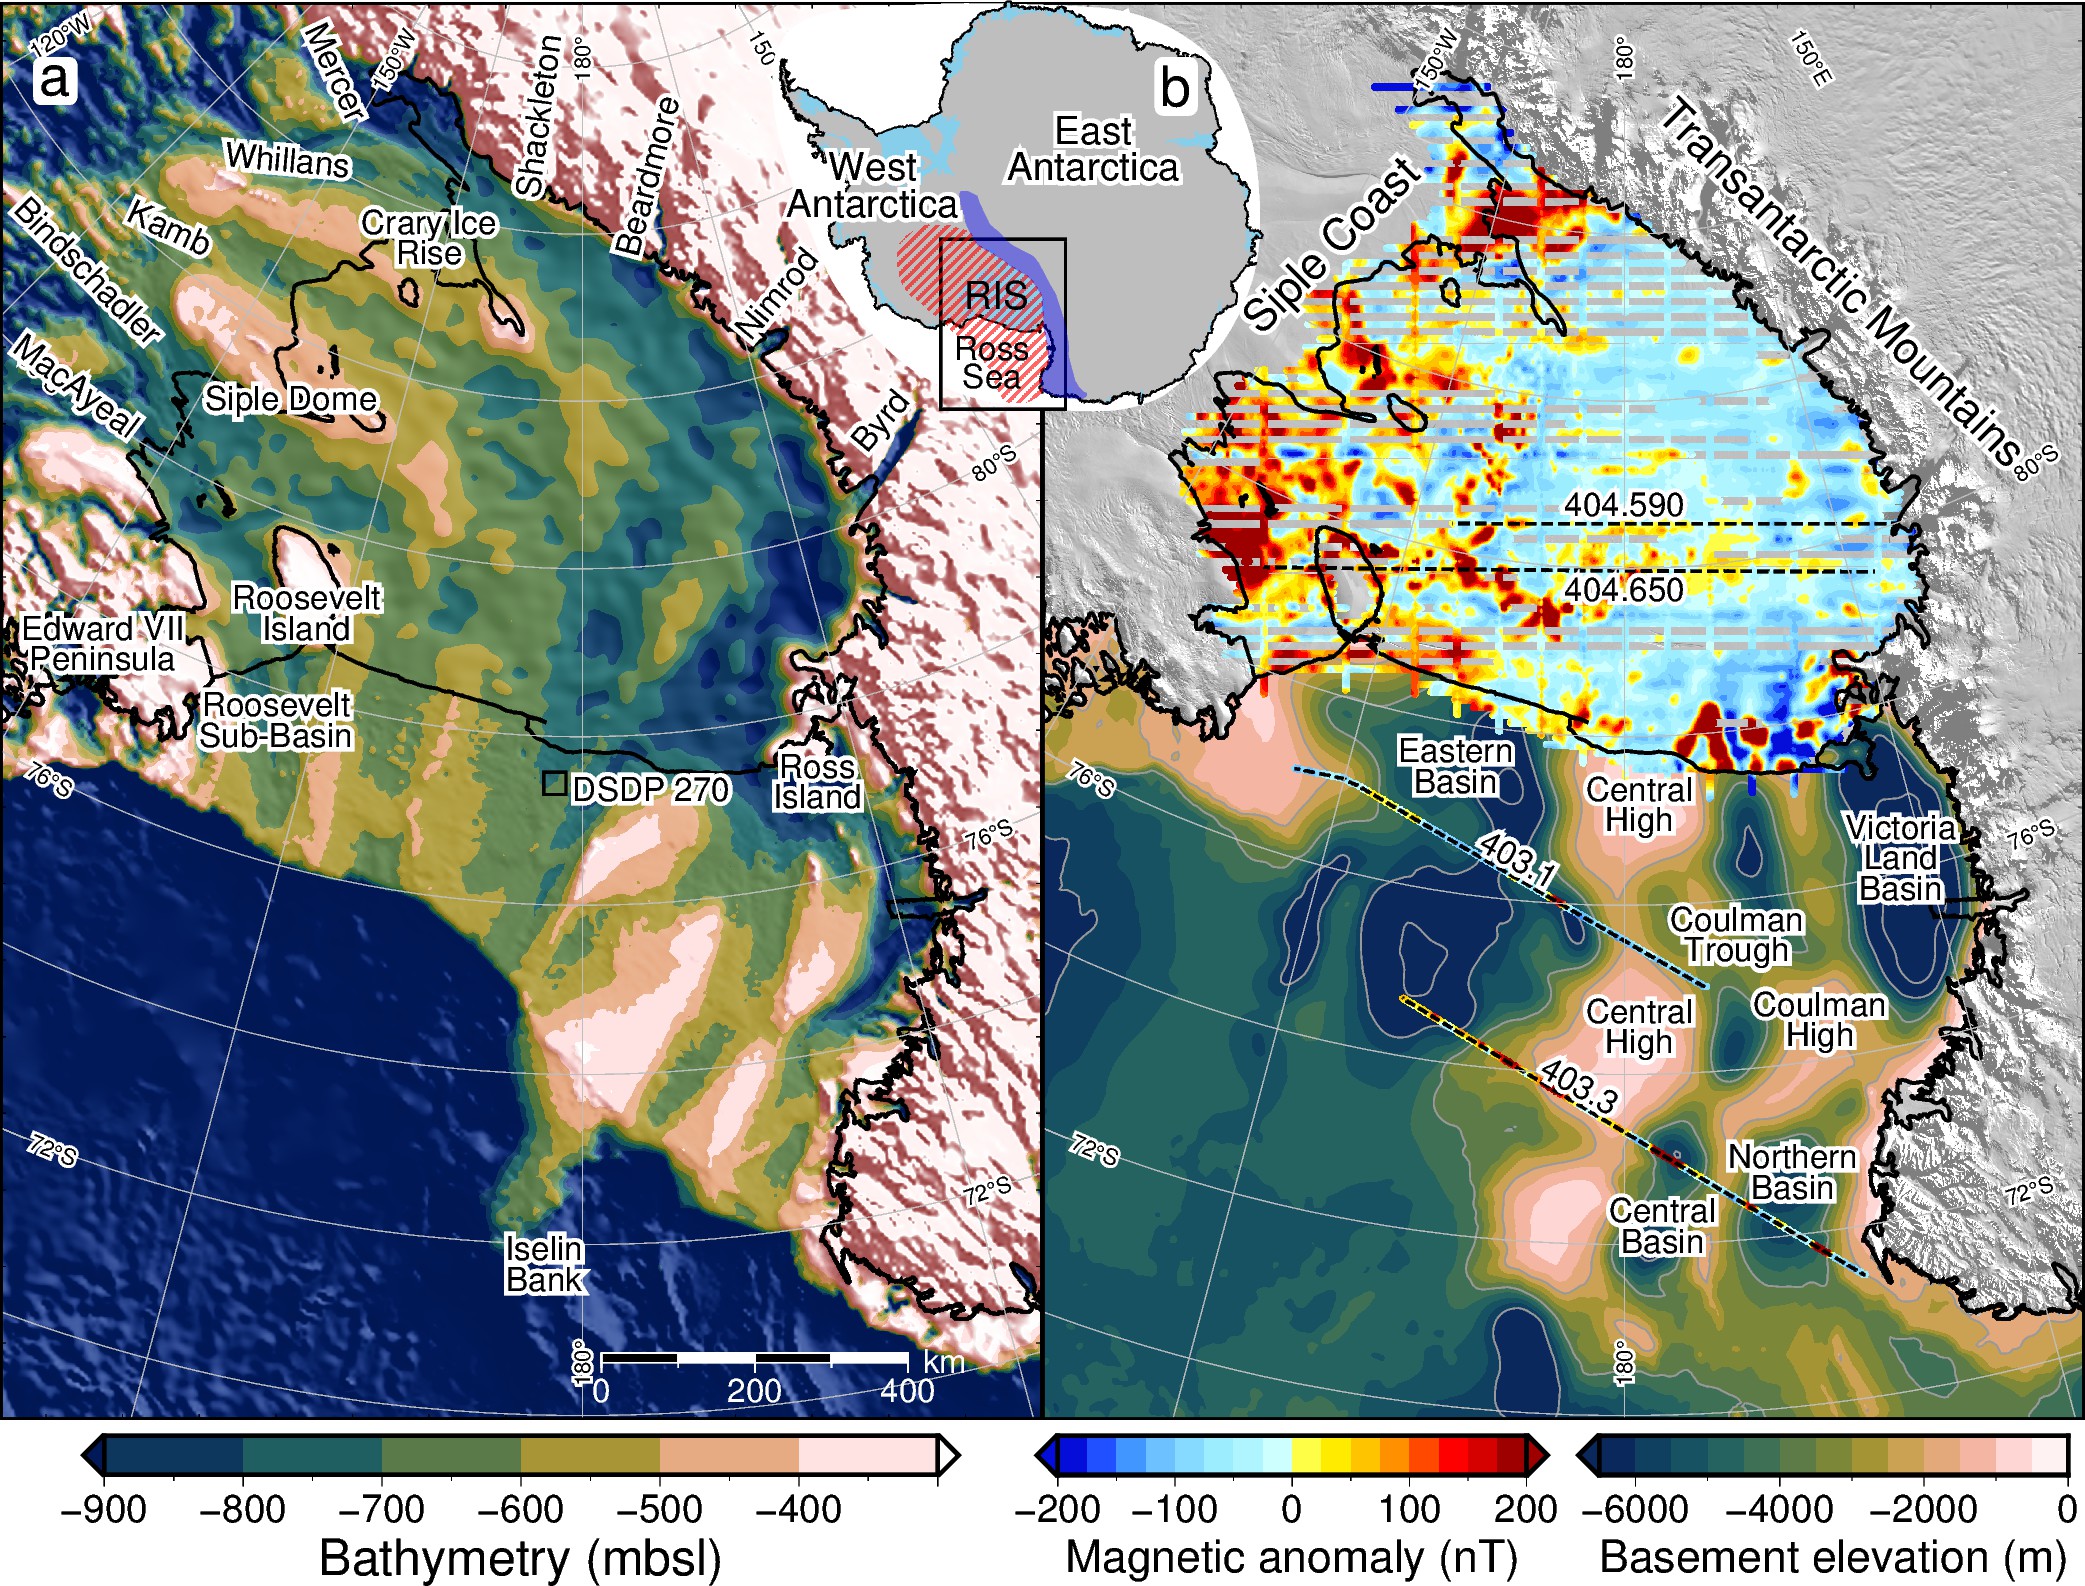 a
120°W
Mercer
150°W
Shackleton
180°
Beardmore
150
Whillans
Kamb
Bindschadler
MacAyeal
Crary Ice
Rise
Siple Dome
Nimrod
Byrd
80°S
Roosevelt
Island
Edward VII
Peninsula
Roosevelt
Sub-Basin
DSDP 270
Ross
Island
76°S
76°S
72°S
72°S
Iselin
Bank
180°
km
0
200
400
b
East
Antarctica
West
Antarctica
RIS
Ross
Sea
150°W
180°
150°E
Siple Coast
Transantarctic Mountains
80°S
404.590
404.650
Eastern
Basin
Central
High
Victoria
Land
Basin
76°S
76°S
403.1
Coulman
Trough
Central
High
Coulman
High
403.3
Northern
Basin
Central
Basin
72°S
72°S
180°
−900
−800
−700
−600
−500
−400
Bathymetry (mbsl)
−200
−100
0
100
200
Magnetic anomaly (nT)
−6000
−4000
−2000
0
Basement elevation (m)